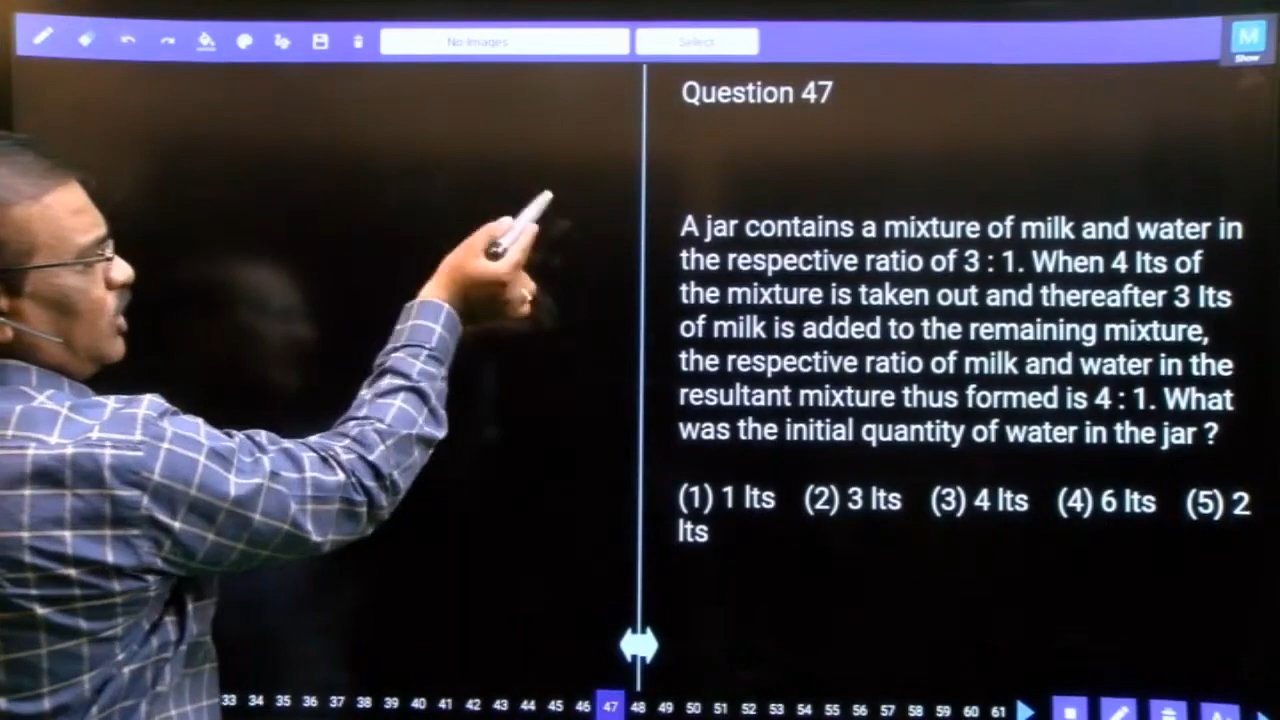 No Images
Select
M
Show
Question 47
A jar contains a mixture of milk and water in
the respective ratio of 3 : 1. When 4 lts of
the mixture is taken out and thereafter 3 lts
of milk is added to the remaining mixture,
the respective ratio of milk and water in the
resultant mixture thus formed is 4 : 1. What
was the initial quantity of water in the jar ?
(1) 1 lts (2) 3 lts (3) 4 lts (4) 6 lts (5) 2
lts
33 34 35 36 37 38 39 40 41 42 43 44 45 46 47 48 49 50 51 52 53 54 55 56 57 58 59 60 61